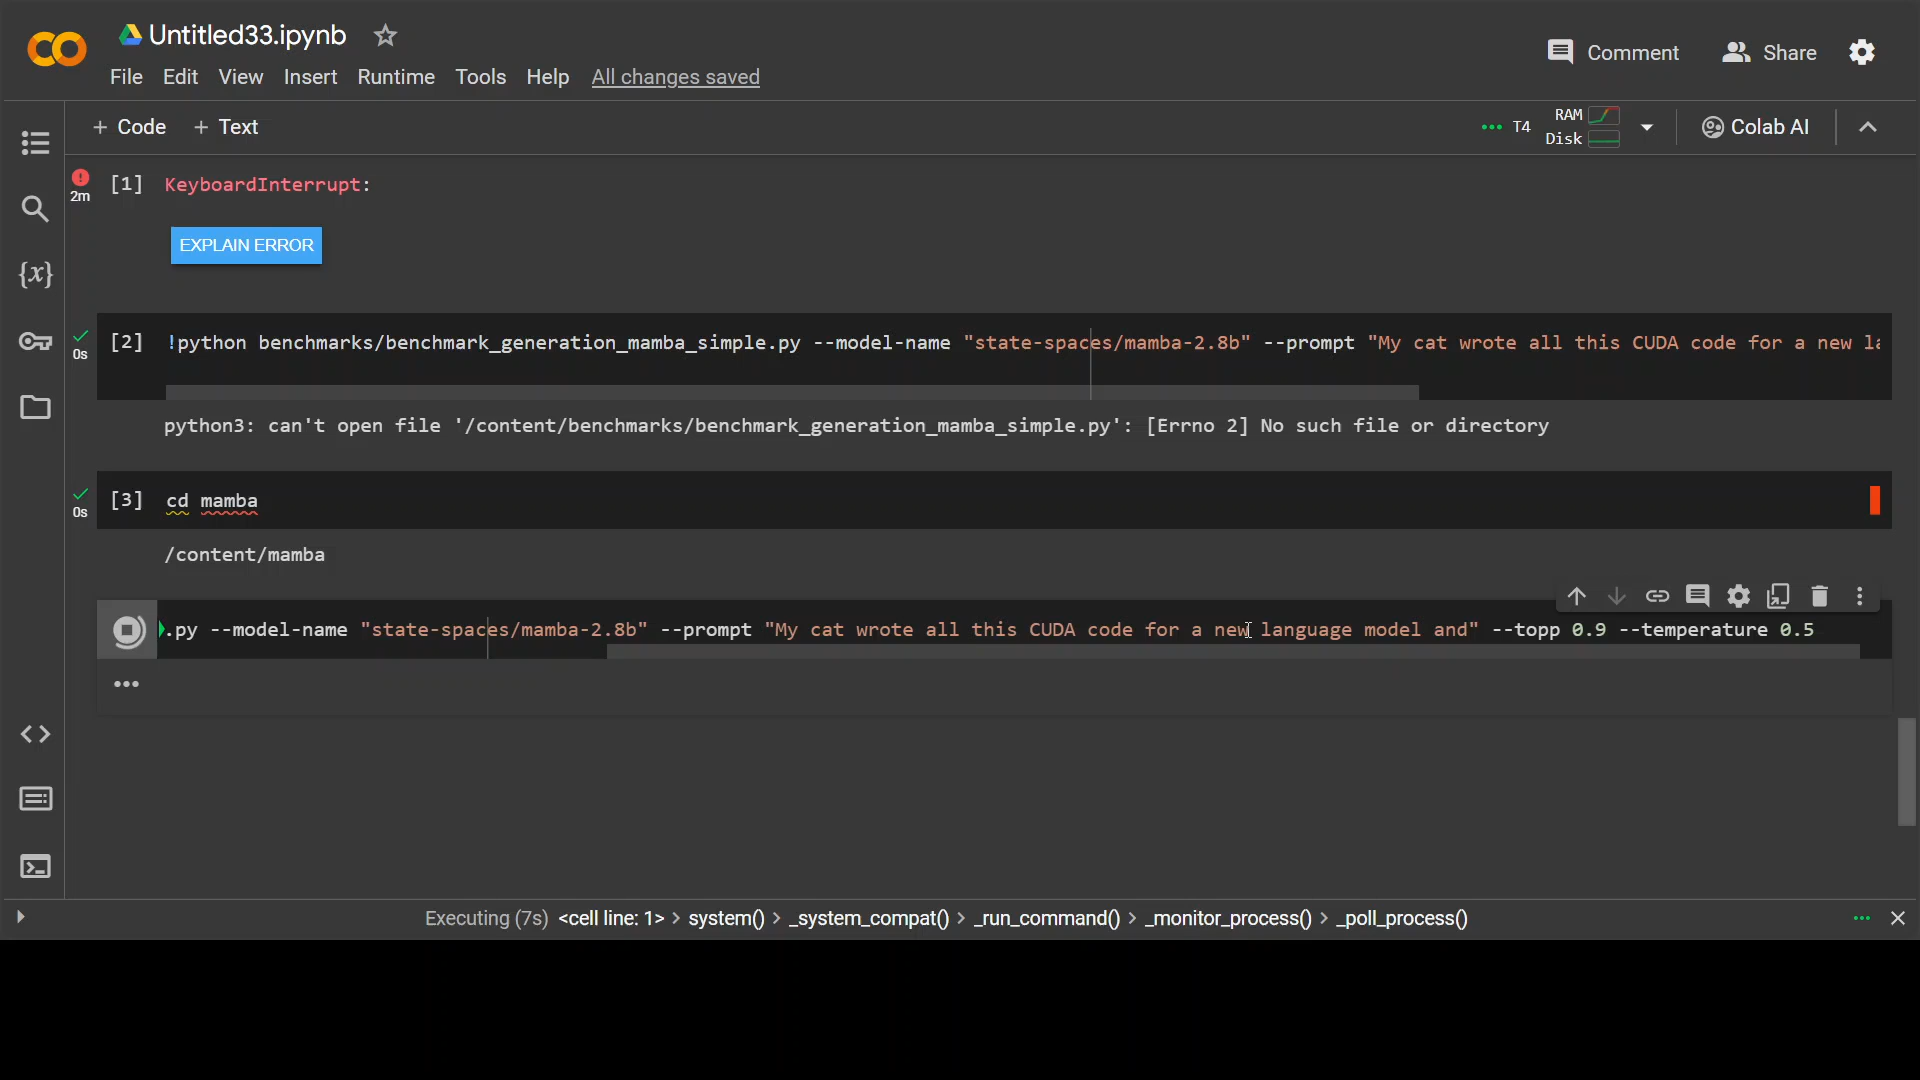 Untitled33.ipynb
File Edit View Insert Runtime Tools Help All changes saved
Comment Share
+ Code + Text
T4 RAM Disk Colab AI
2m [1] KeyboardInterrupt:
EXPLAIN ERROR
{x}
0s [2] !python benchmarks/benchmark_generation_mamba_simple.py --model-name "state-spaces/mamba-2.8b" --prompt "My cat wrote all this CUDA code for a new la
python3: can't open file '/content/benchmarks/benchmark_generation_mamba_simple.py': [Errno 2] No such file or directory
0s [3] cd mamba
/content/mamba
.py --model-name "state-spaces/mamba-2.8b" --prompt "My cat wrote all this CUDA code for a new language model and" --topp 0.9 --temperature 0.5
Executing (7s) <cell line: 1> > system() > _system_compat() > _run_command() > _monitor_process() > _poll_process()